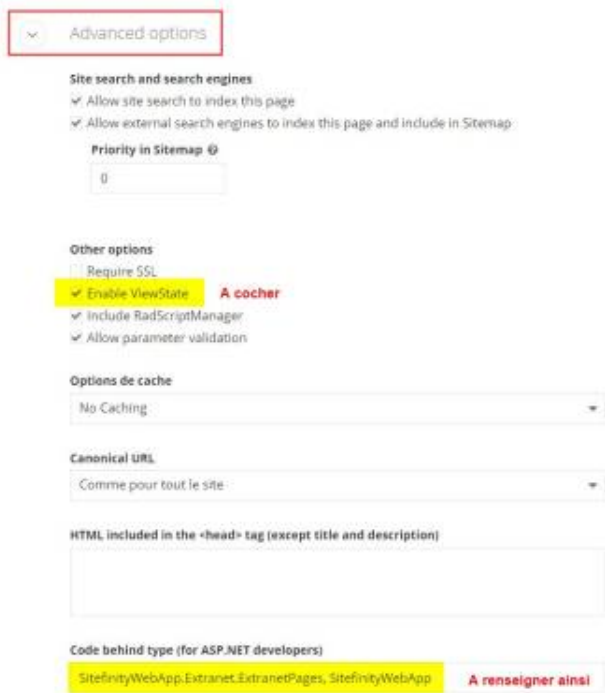 Advanced options
Site search and search engines
Allow site search to index this page
Allow external search engines to index this page and include in Sitemap
Priority in Sitemap
0
Other options
Require SSL
Enable ViewState A cocher
Include RadScriptManager
Allow parameter validation
Options de cache
No Caching
Canonical URL
Comme pour tout le site
HTML included in the <head> tag (except title and description)
Code behind type (for ASP.NET developers)
SitefinityWebApp.Extranet.ExtranetPages, SitefinityWebApp A renseigner ainsi